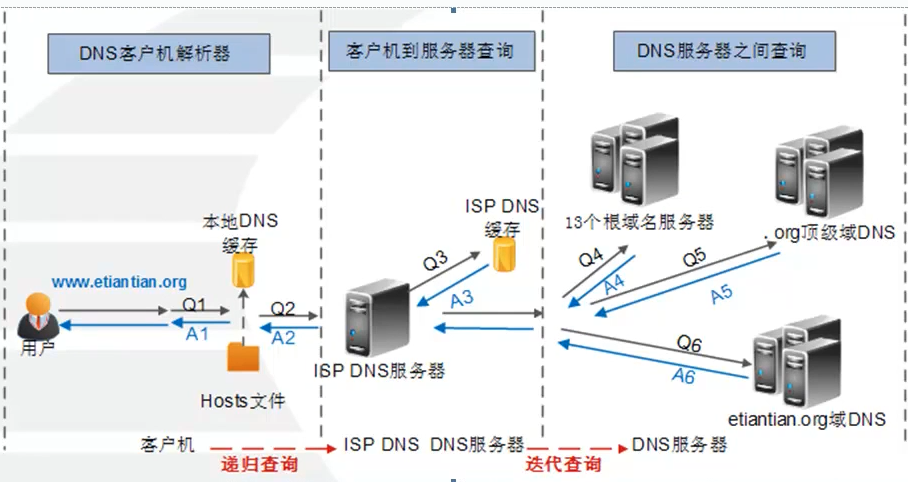 DNS客户机解析器
客户机到服务器查询
DNS服务器之间查询
本地DNS
缓存
www.etiantian.org
Q1
A1
用户
Hosts文件
Q2
A2
ISP DNS
缓存
Q3
A3
ISP DNS服务器
13个根域名服务器
.org顶级域DNS
Q4
A4
Q5
A5
Q6
A6
etiantian.org域DNS
客户机
递归查询
ISP DNS DNS服务器
迭代查询
DNS服务器